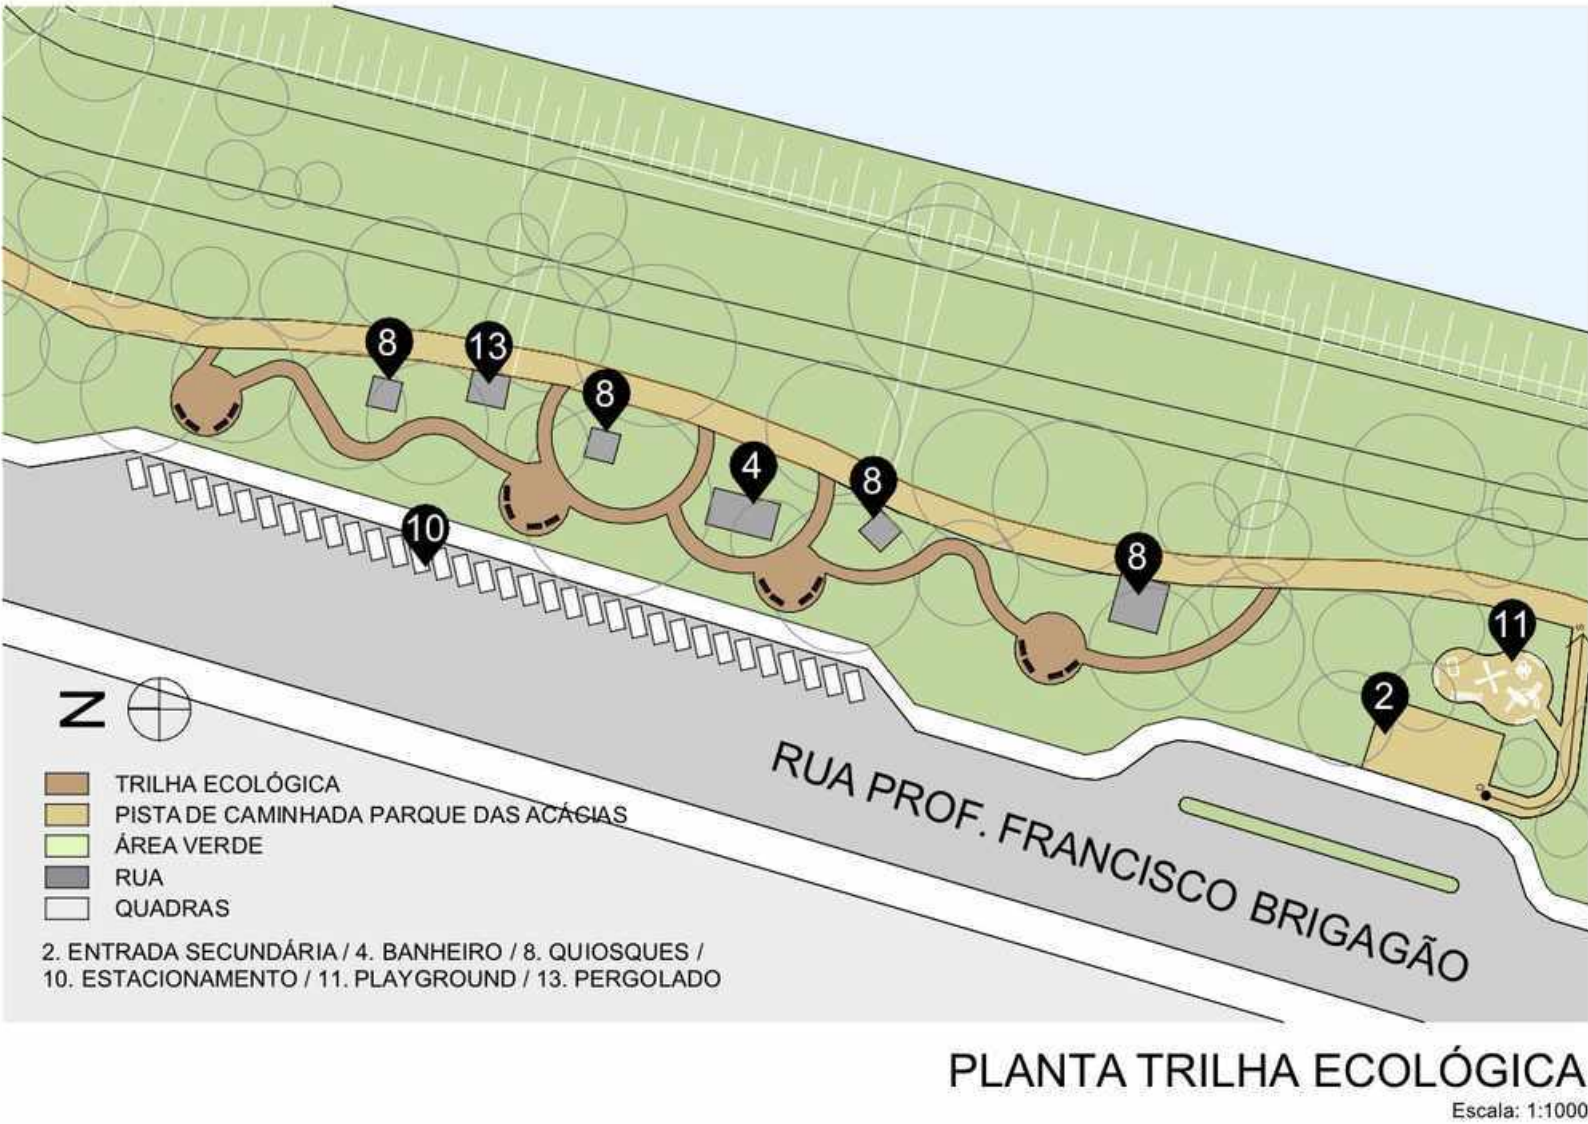 8
13
8
4
8
10
8
11
2
N
TRILHA ECOLÓGICA
PISTA DE CAMINHADA PARQUE DAS ACÁCIAS
ÁREA VERDE
RUA
QUADRAS
2. ENTRADA SECUNDÁRIA / 4. BANHEIRO / 8. QUIOSQUES /
10. ESTACIONAMENTO / 11. PLAYGROUND / 13. PERGOLADO
RUA PROF. FRANCISCO BRIGAGÃO
PLANTA TRILHA ECOLÓGICA
Escala: 1:1000